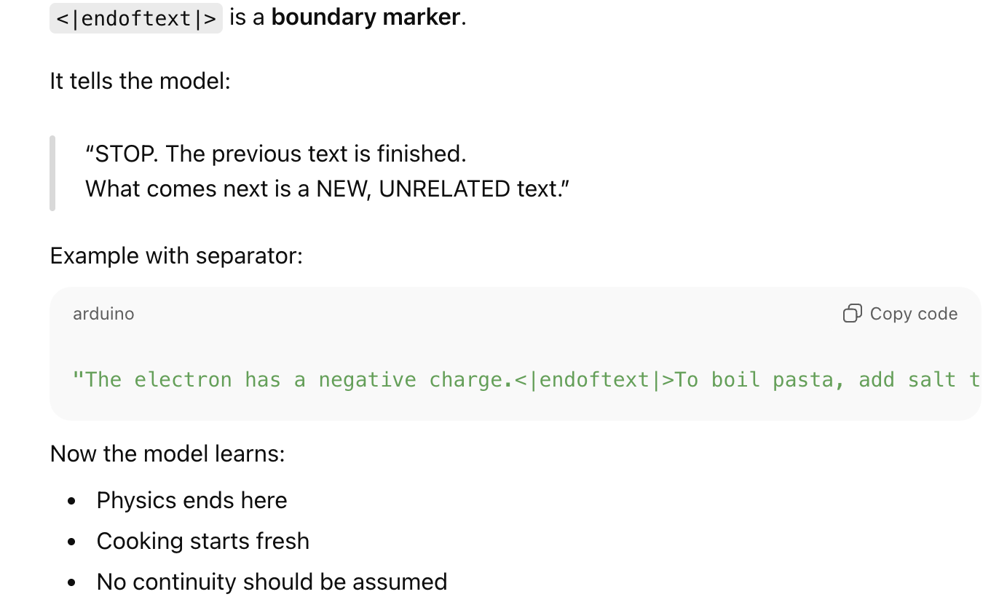 <|endoftext|> is a boundary marker.
It tells the model:
“STOP. The previous text is finished.
What comes next is a NEW, UNRELATED text.”
Example with separator:
arduino
Copy code
"The electron has a negative charge.<|endoftext|>To boil pasta, add salt t
Now the model learns:
• Physics ends here
• Cooking starts fresh
• No continuity should be assumed